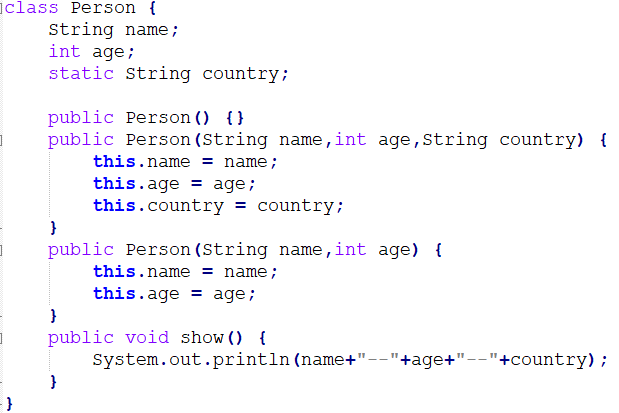 class Person {
    String name;
    int age;
    static String country;

    public Person() {}
    public Person(String name,int age,String country) {
        this.name = name;
        this.age = age;
        this.country = country;
    }
    public Person(String name,int age) {
        this.name = name;
        this.age = age;
    }
    public void show() {
        System.out.println(name+"--"+age+"--"+country);
    }
}